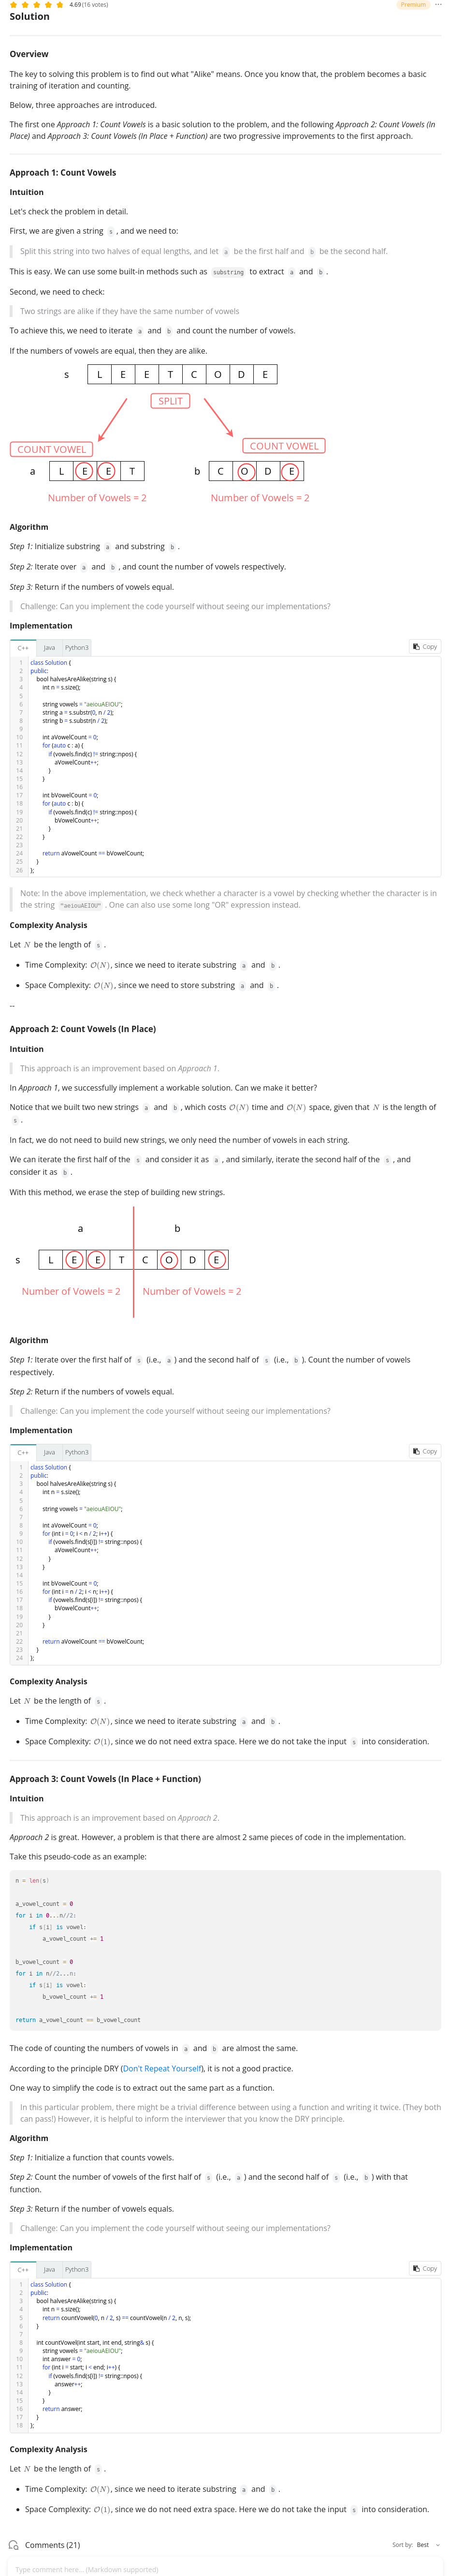 4.69 (16 votes)
Premium
Solution
Overview
The key to solving this problem is to find out what "Alike" means. Once you know that, the problem becomes a basic
training of iteration and counting.
Below, three approaches are introduced.
The first one Approach 1: Count Vowels is a basic solution to the problem, and the following Approach 2: Count Vowels (In
Place) and Approach 3: Count Vowels (In Place + Function) are two progressive improvements to the first approach.
Approach 1: Count Vowels
Intuition
Let's check the problem in detail.
First, we are given a string s , and we need to:
Split this string into two halves of equal lengths, and let a be the first half and b be the second half.
This is easy. We can use some built-in methods such as substring to extract a and b .
Second, we need to check:
Two strings are alike if they have the same number of vowels
To achieve this, we need to iterate a and b and count the number of vowels.
If the numbers of vowels are equal, then they are alike.
s L E E T C O D E
SPLIT
COUNT VOWEL
COUNT VOWEL
a L E E T b C O D E
Number of Vowels = 2 Number of Vowels = 2
Algorithm
Step 1: Initialize substring a and substring b .
Step 2: Iterate over a and b , and count the number of vowels respectively.
Step 3: Return if the numbers of vowels equal.
Challenge: Can you implement the code yourself without seeing our implementations?
Implementation
C++ Java Python3 Copy
1 class Solution {
2 public:
3 bool halvesAreAlike(string s) {
4 int n = s.size();
5
6 string vowels = "aeiouAEIOU";
7 string a = s.substr(0, n / 2);
8 string b = s.substr(n / 2);
9
10 int aVowelCount = 0;
11 for (auto c : a) {
12 if (vowels.find(c) != string::npos) {
13 aVowelCount++;
14 }
15 }
16
17 int bVowelCount = 0;
18 for (auto c : b) {
19 if (vowels.find(c) != string::npos) {
20 bVowelCount++;
21 }
22 }
23
24 return aVowelCount == bVowelCount;
25 }
26 };
Note: In the above implementation, we check whether a character is a vowel by checking whether the character is in
the string "aeiouAEIOU" . One can also use some long "OR" expression instead.
Complexity Analysis
Let N be the length of s .
• Time Complexity: O(N), since we need to iterate substring a and b .
• Space Complexity: O(N), since we need to store substring a and b .
--
Approach 2: Count Vowels (In Place)
Intuition
This approach is an improvement based on Approach 1.
In Approach 1, we successfully implement a workable solution. Can we make it better?
Notice that we built two new strings a and b , which costs O(N) time and O(N) space, given that N is the length of
s .
In fact, we do not need to build new strings, we only need the number of vowels in each string.
We can iterate the first half of the s and consider it as a , and similarly, iterate the second half of the s , and
consider it as b .
With this method, we erase the step of building new strings.
a b
s L E E T C O D E
Number of Vowels = 2 Number of Vowels = 2
Algorithm
Step 1: Iterate over the first half of s (i.e., a ) and the second half of s (i.e., b ). Count the number of vowels
respectively.
Step 2: Return if the numbers of vowels equal.
Challenge: Can you implement the code yourself without seeing our implementations?
Implementation
C++ Java Python3 Copy
1 class Solution {
2 public:
3 bool halvesAreAlike(string s) {
4 int n = s.size();
5
6 string vowels = "aeiouAEIOU";
7
8 int aVowelCount = 0;
9 for (int i = 0; i < n / 2; i++) {
10 if (vowels.find(s[i]) != string::npos) {
11 aVowelCount++;
12 }
13 }
14
15 int bVowelCount = 0;
16 for (int i = n / 2; i < n; i++) {
17 if (vowels.find(s[i]) != string::npos) {
18 bVowelCount++;
19 }
20 }
21
22 return aVowelCount == bVowelCount;
23 }
24 };
Complexity Analysis
Let N be the length of s .
• Time Complexity: O(N), since we need to iterate substring a and b .
• Space Complexity: O(1), since we do not need extra space. Here we do not take the input s into consideration.
Approach 3: Count Vowels (In Place + Function)
Intuition
This approach is an improvement based on Approach 2.
Approach 2 is great. However, a problem is that there are almost 2 same pieces of code in the implementation.
Take this pseudo-code as an example:
n = len(s)
a_vowel_count = 0
for i in 0...n//2:
if s[i] is vowel:
a_vowel_count += 1
b_vowel_count = 0
for i in n//2...n:
if s[i] is vowel:
b_vowel_count += 1
return a_vowel_count == b_vowel_count
The code of counting the numbers of vowels in a and b are almost the same.
According to the principle DRY (Don't Repeat Yourself), it is not a good practice.
One way to simplify the code is to extract out the same part as a function.
In this particular problem, there might be a trivial difference between using a function and writing it twice. (They both
can pass!) However, it is helpful to inform the interviewer that you know the DRY principle.
Algorithm
Step 1: Initialize a function that counts vowels.
Step 2: Count the number of vowels of the first half of s (i.e., a ) and the second half of s (i.e., b ) with that
function.
Step 3: Return if the number of vowels equals.
Challenge: Can you implement the code yourself without seeing our implementations?
Implementation
C++ Java Python3 Copy
1 class Solution {
2 public:
3 bool halvesAreAlike(string s) {
4 int n = s.size();
5 return countVowel(0, n / 2, s) == countVowel(n / 2, n, s);
6 }
7
8 int countVowel(int start, int end, string& s) {
9 string vowels = "aeiouAEIOU";
10 int answer = 0;
11 for (int i = start; i < end; i++) {
12 if (vowels.find(s[i]) != string::npos) {
13 answer++;
14 }
15 }
16 return answer;
17 }
18 };
Complexity Analysis
Let N be the length of s .
• Time Complexity: O(N), since we need to iterate substring a and b .
• Space Complexity: O(1), since we do not need extra space. Here we do not take the input s into consideration.
Comments (21)
Sort by: Best
Type comment here... (Markdown supported)